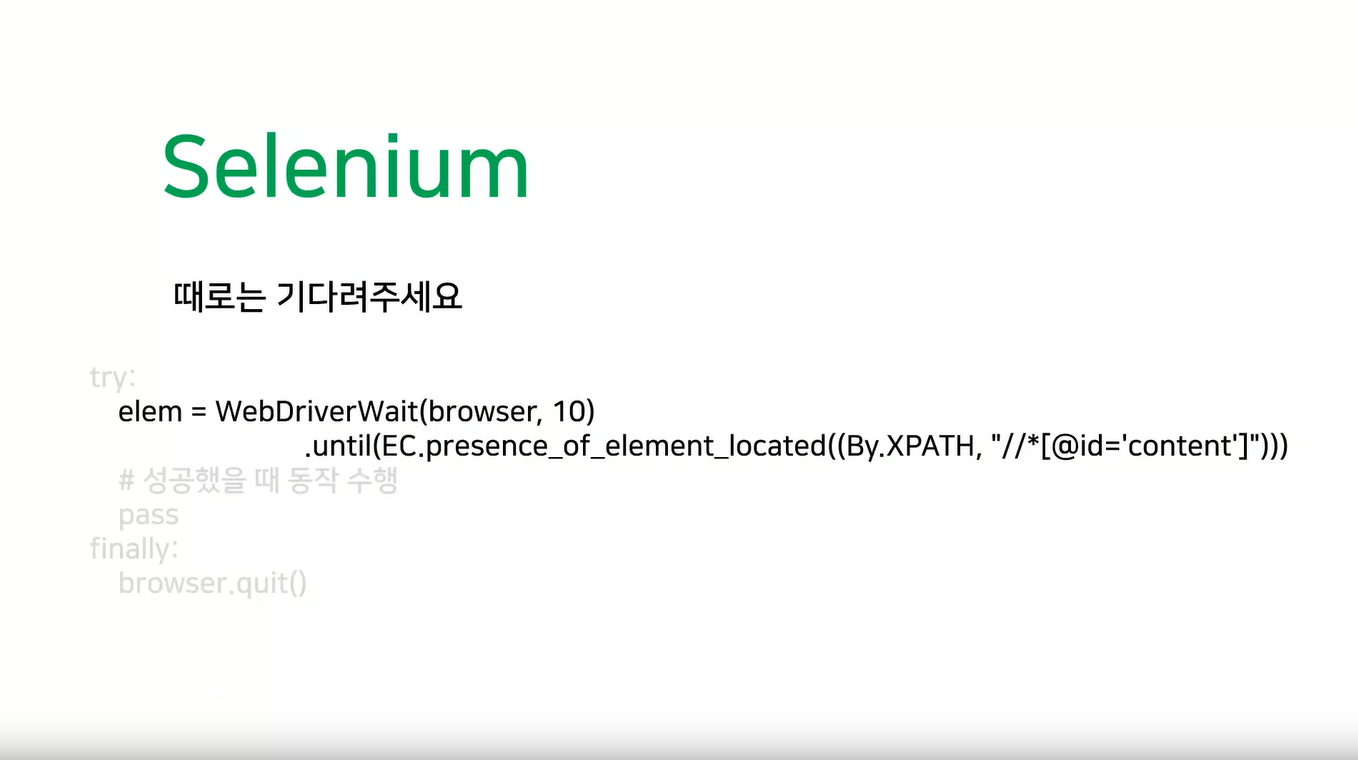 Selenium
때로는 기다려주세요
try:
elem = WebDriverWait(browser, 10)
.until(EC.presence_of_element_located((By.XPATH, "//*[@id='content']")))
# 성공했을 때 동작 수행
pass
finally:
browser.quit()